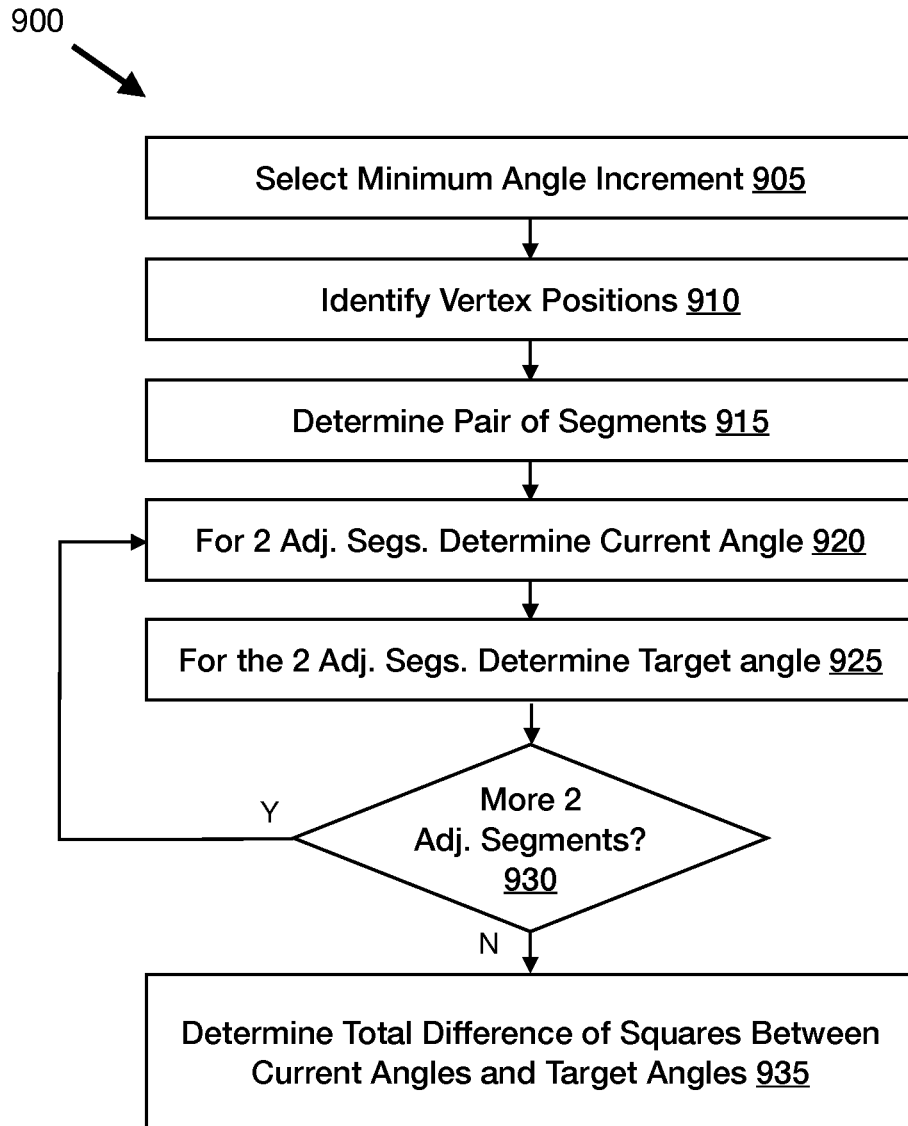 900
Select Minimum Angle Increment 905
Identify Vertex Positions 910
Determine Pair of Segments 915
For 2 Adj. Segs. Determine Current Angle 920
For the 2 Adj. Segs. Determine Target angle 925
More 2
Adj. Segments?
930
Y
N
Determine Total Difference of Squares Between
Current Angles and Target Angles 935